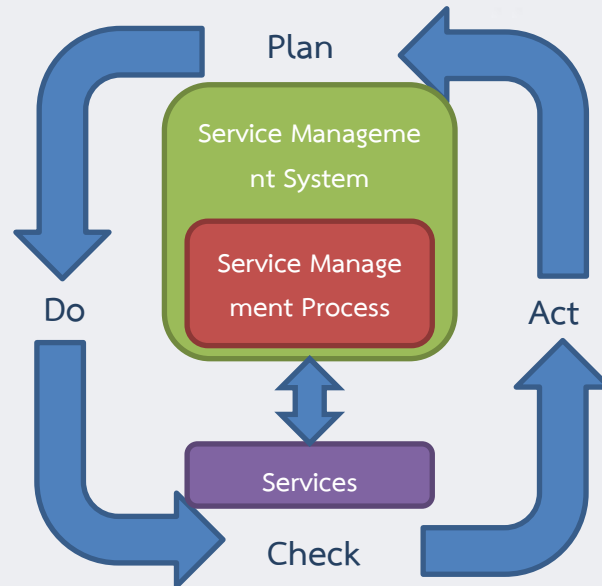 Plan
Service Manageme
nt System
Service Manage
ment Process
Do
Act
Services
Check